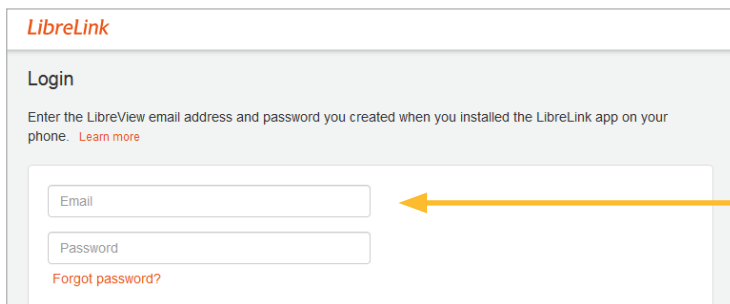 LibreLink
Login
Enter the LibreView email address and password you created when you installed the LibreLink app on your
phone. Learn more
Email
Password
Forgot password?